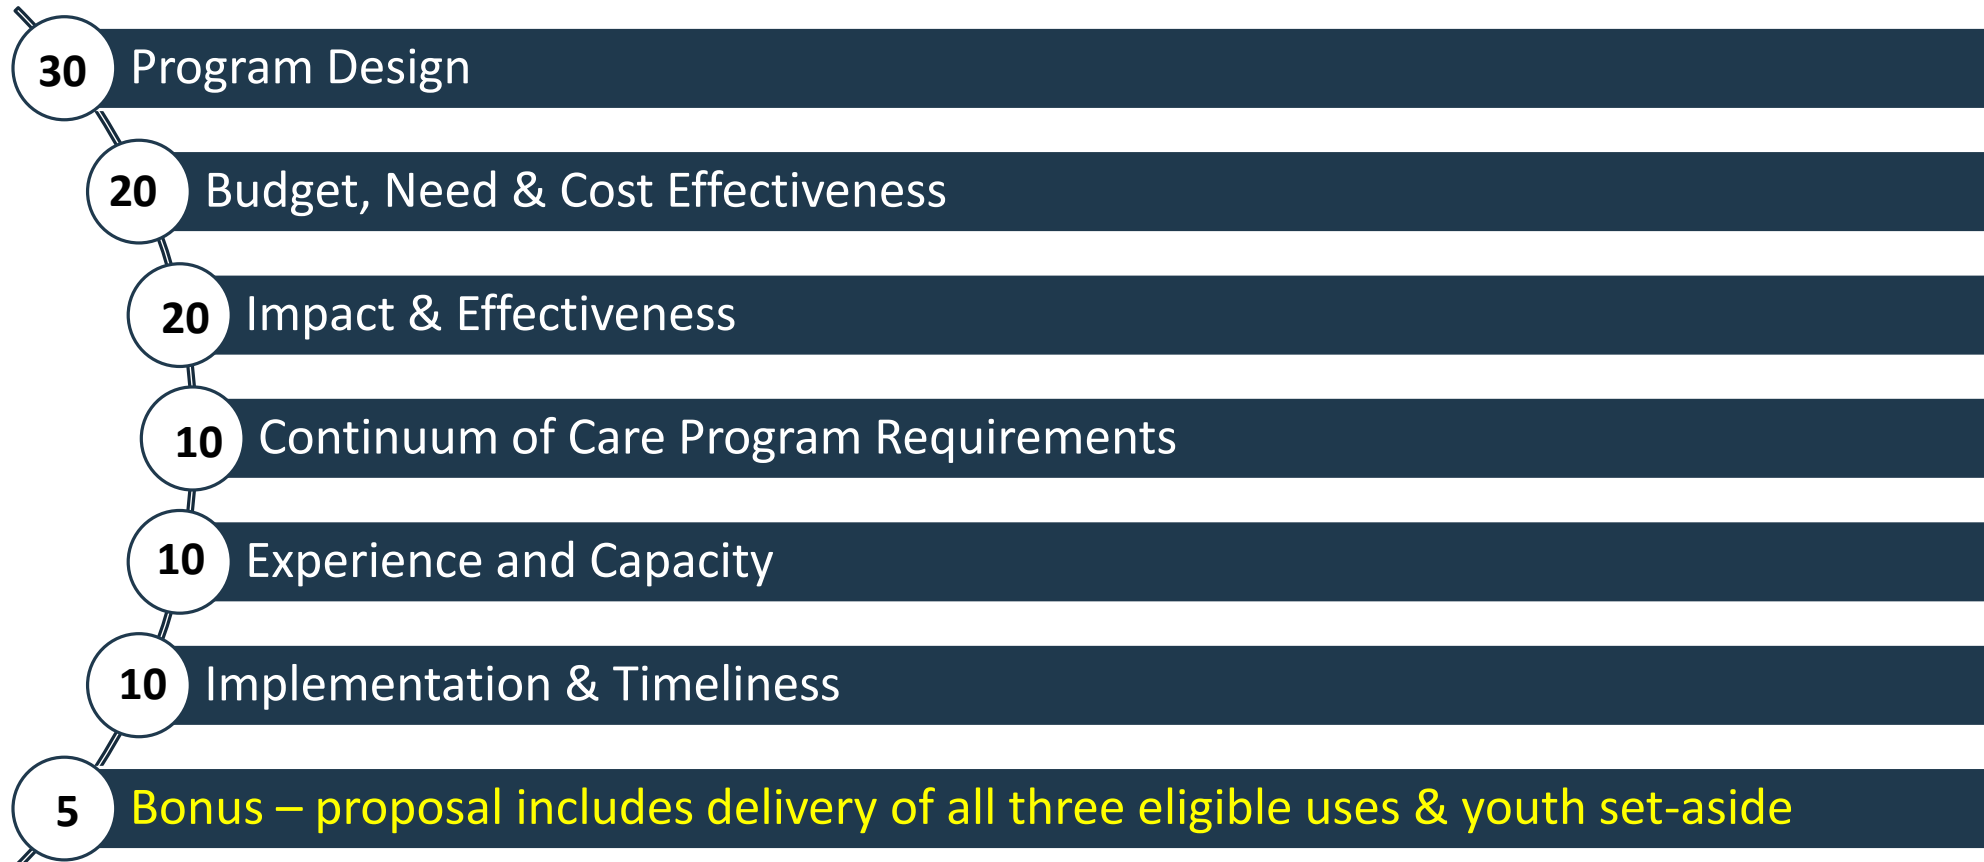 30 Program Design
20 Budget, Need & Cost Effectiveness
20 Impact & Effectiveness
10 Continuum of Care Program Requirements
10 Experience and Capacity
10 Implementation & Timeliness
5 Bonus – proposal includes delivery of all three eligible uses & youth set-aside